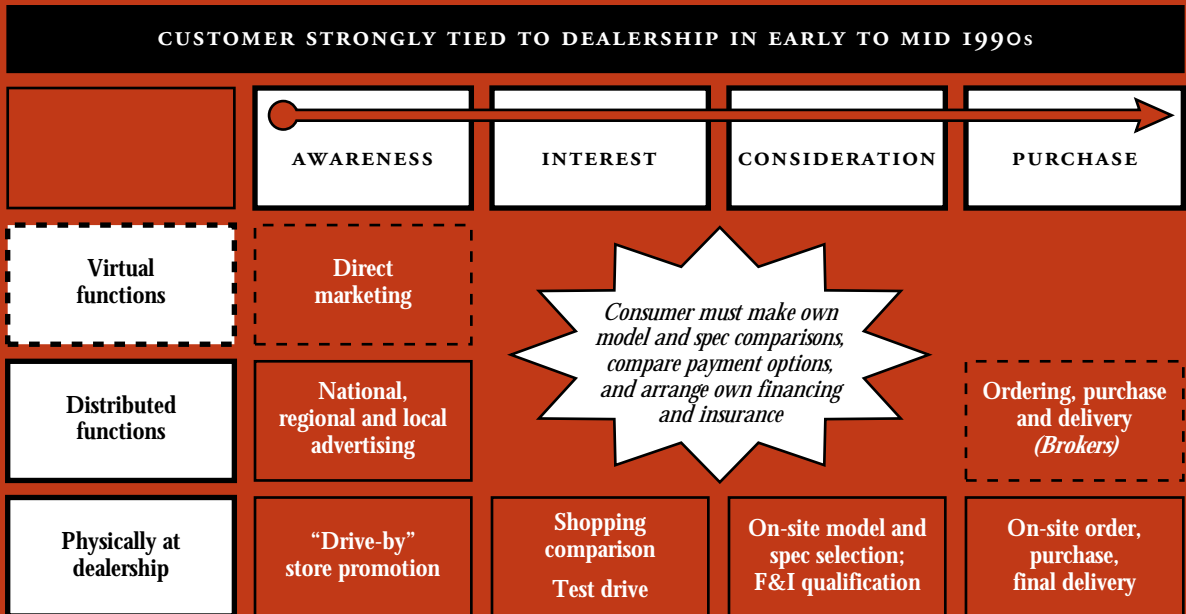 CUSTOMER STRONGLY TIED TO DEALERSHIP IN EARLY TO MID 1990s
AWARENESS
INTEREST
CONSIDERATION
PURCHASE
Virtual
functions
Direct
marketing
Consumer must make own
model and spec comparisons,
compare payment options,
and arrange own financing
and insurance
Distributed
functions
National,
regional and local
advertising
Ordering, purchase
and delivery
(Brokers)
Physically at
dealership
“Drive-by”
store promotion
Shopping
comparison
Test drive
On-site model and
spec selection;
F&I qualification
On-site order,
purchase,
final delivery